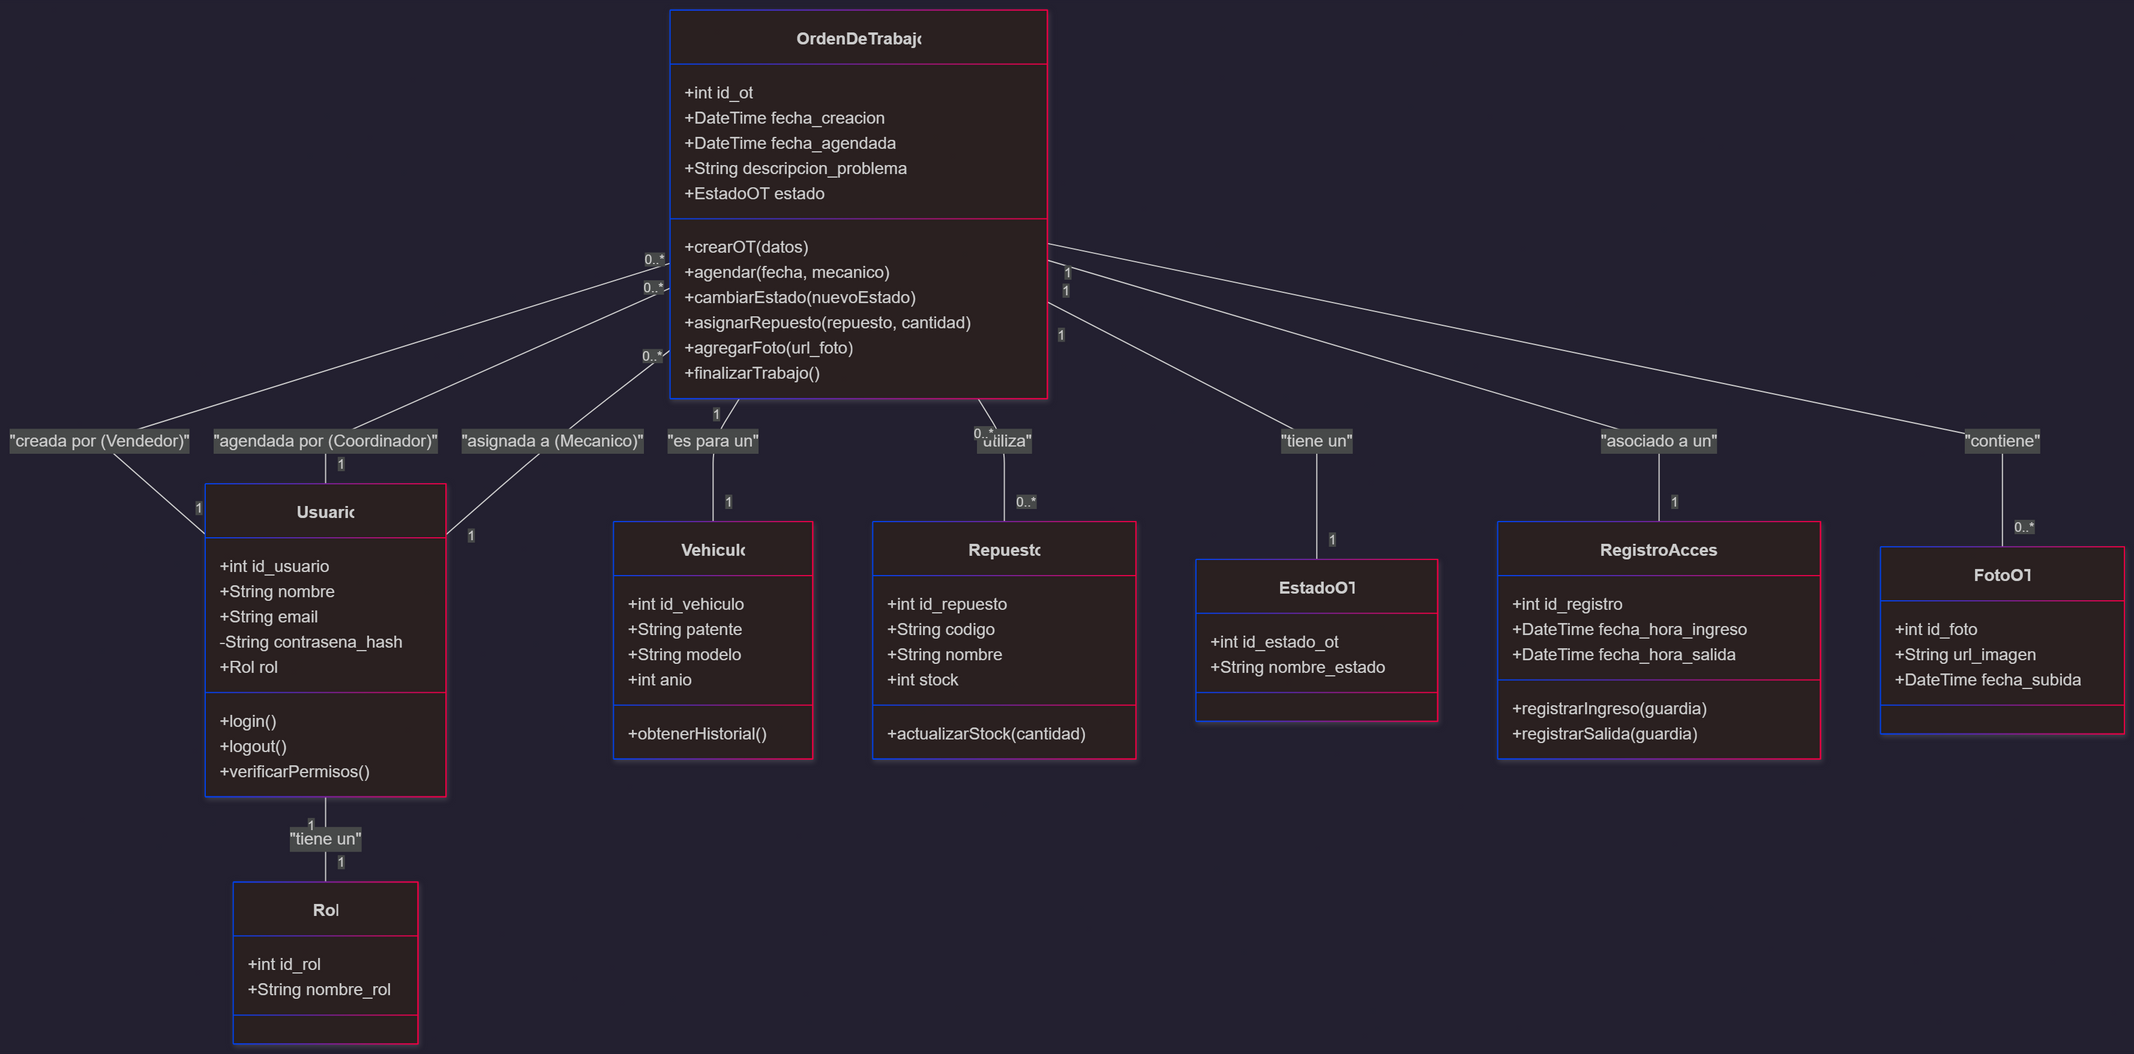 OrdenDeTrabajo
+int id_ot
+DateTime fecha_creacion
+DateTime fecha_agendada
+String descripcion_problema
+EstadoOT estado
+crearOT(datos)
+agendar(fecha, mecanico)
+cambiarEstado(nuevoEstado)
+asignarRepuesto(repuesto, cantidad)
+agregarFoto(url_foto)
+finalizarTrabajo()
0..*
0..*
0..*
1
0..*
1
1
1
"creada por (Vendedor)"
"agendada por (Coordinador)"
"asignada a (Mecanico)"
"es para un"
"utiliza"
"tiene un"
"asociado a un"
"contiene"
1
1
1
1
0..*
1
1
0..*
Usuario
+int id_usuario
+String nombre
+String email
-String contrasena_hash
+Rol rol
+login()
+logout()
+verificarPermisos()
Vehiculo
+int id_vehiculo
+String patente
+String modelo
+int anio
+obtenerHistorial()
Repuesto
+int id_repuesto
+String codigo
+String nombre
+int stock
+actualizarStock(cantidad)
EstadoOT
+int id_estado_ot
+String nombre_estado
RegistroAcces
+int id_registro
+DateTime fecha_hora_ingreso
+DateTime fecha_hora_salida
+registrarIngreso(guardia)
+registrarSalida(guardia)
FotoOT
+int id_foto
+String url_imagen
+DateTime fecha_subida
1
"tiene un"
1
Rol
+int id_rol
+String nombre_rol